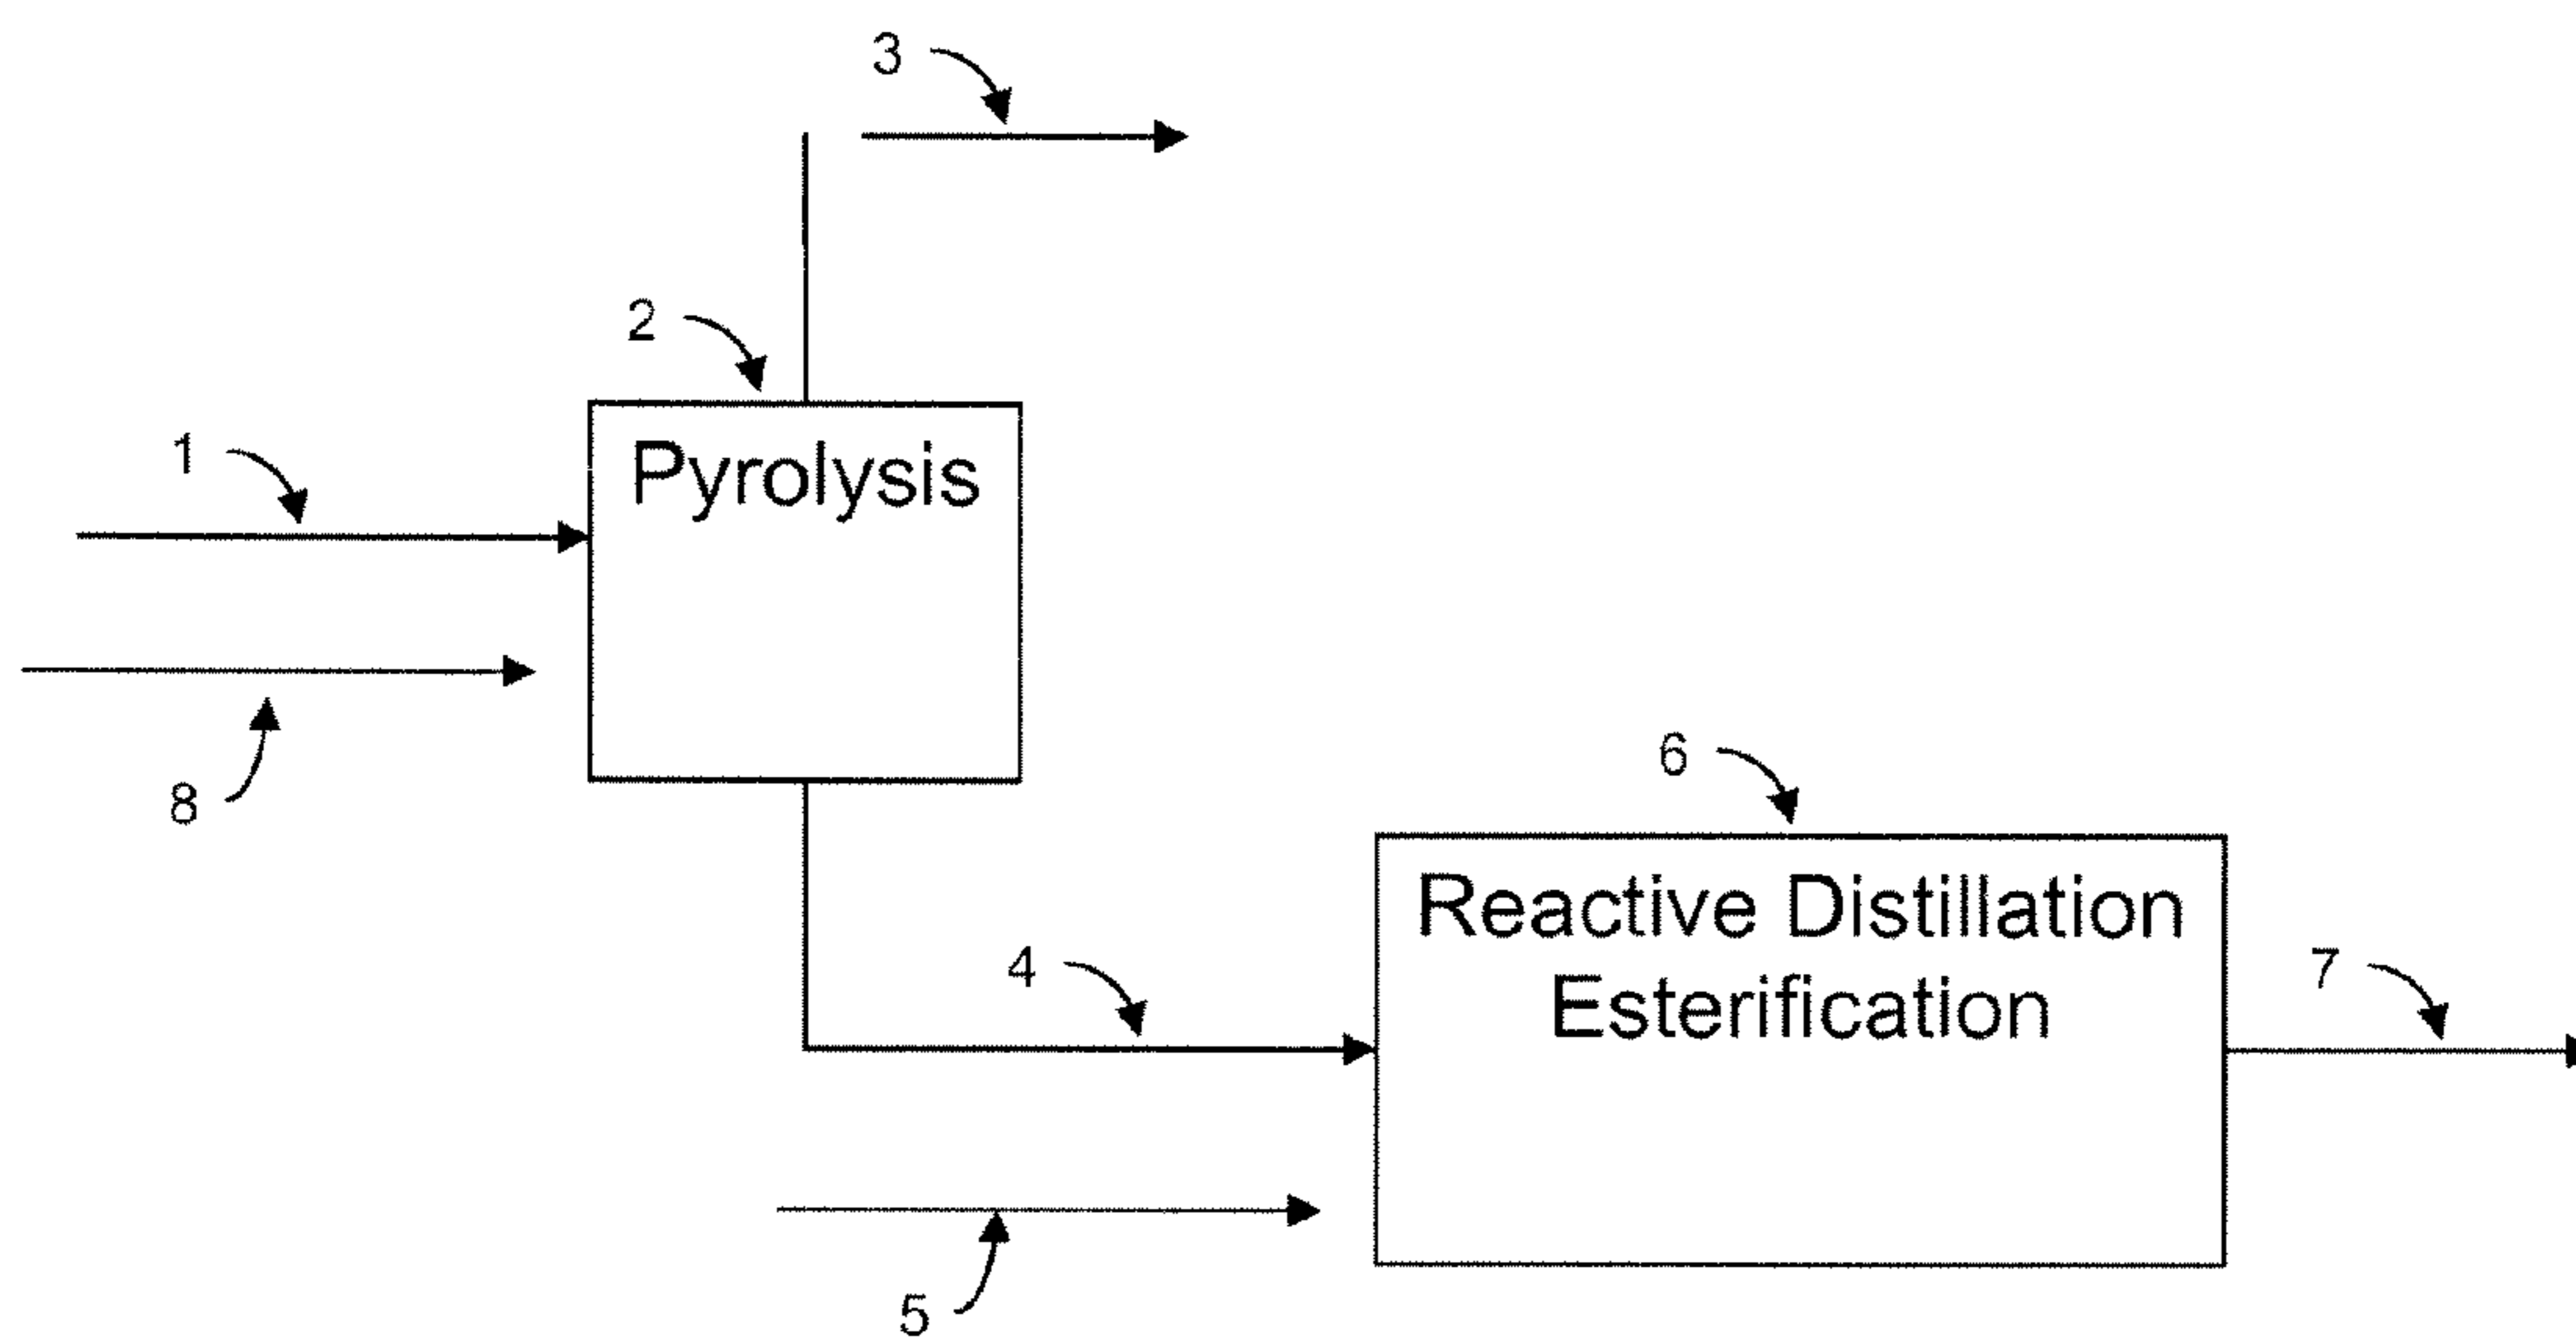 3
2
1
Pyrolysis
8
6
Reactive Distillation
Esterification
4
7
5